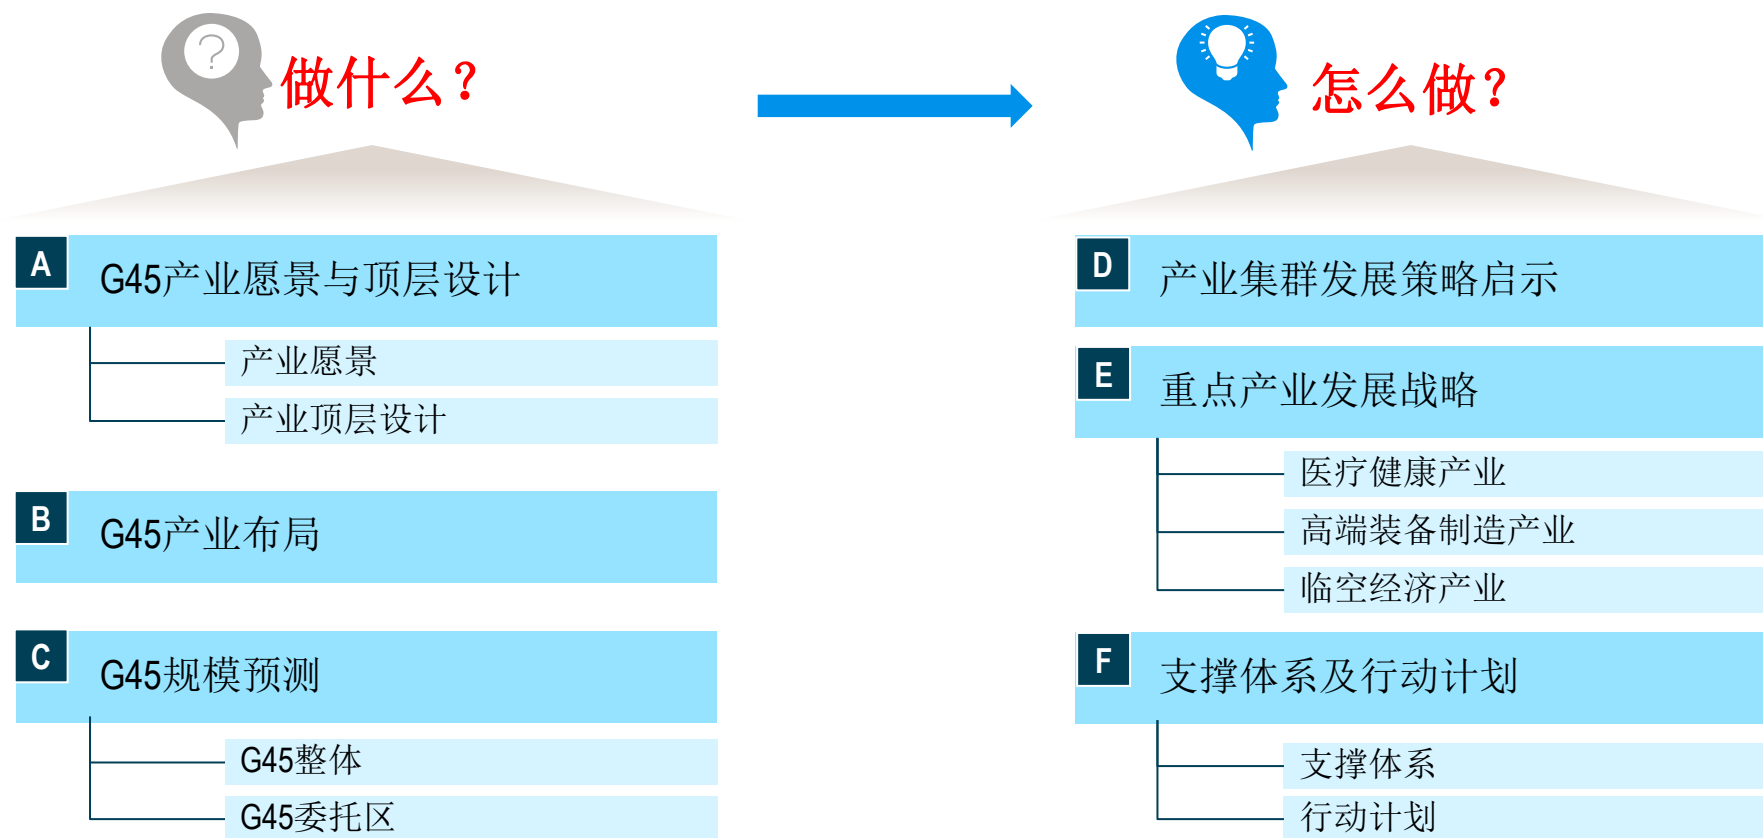 ?
做什么？
A
G45产业愿景与顶层设计
产业愿景
产业顶层设计
B
G45产业布局
C
G45规模预测
G45整体
G45委托区
怎么做？
D
产业集群发展策略启示
E
重点产业发展战略
医疗健康产业
高端装备制造产业
临空经济产业
F
支撑体系及行动计划
支撑体系
行动计划